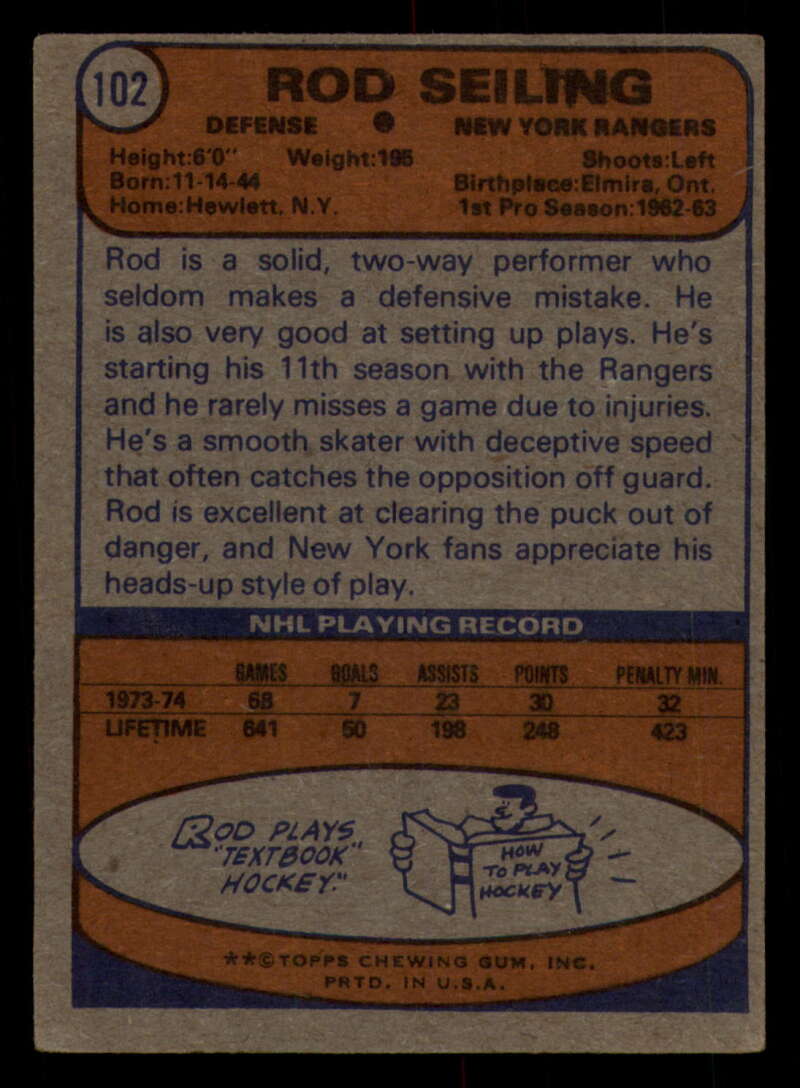 102
ROD SEILING
DEFENSE ● NEW YORK RANGERS
Height:6'0" Weight:195 Shoots:Left
Born:11-14-44 Birthplace:Elmira, Ont.
Home:Hewlett, N.Y. 1st Pro Season:1962-63
Rod is a solid, two-way performer who
seldom makes a defensive mistake. He
is also very good at setting up plays. He's
starting his 11th season with the Rangers
and he rarely misses a game due to injuries.
He's a smooth skater with deceptive speed
that often catches the opposition off guard.
Rod is excellent at clearing the puck out of
danger, and New York fans appreciate his
heads-up style of play.
NHL PLAYING RECORD
GAMES GOALS ASSISTS POINTS PENALTY MIN.
1973-74 68 7 23 30 32
LIFETIME 641 50 198 248 423
ROD PLAYS
"TEXTBOOK"
HOCKEY."
HOW
TO PLAY
HOCKEY
**©TOPPS CHEWING GUM, INC.
PRTD. IN U.S.A.